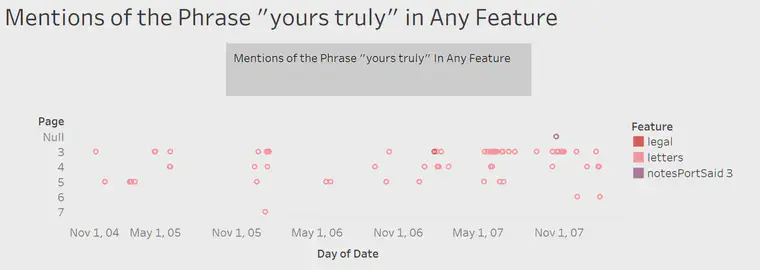 Mentions of the Phrase "yours truly" in Any Feature
Mentions of the Phrase "yours truly" In Any Feature
Page
Null
3
4
5
6
7
Nov 1, 04 May 1, 05 Nov 1, 05 May 1, 06 Nov 1, 06 May 1, 07 Nov 1, 07
Day of Date
Feature
legal
letters
notesPortSaid 3